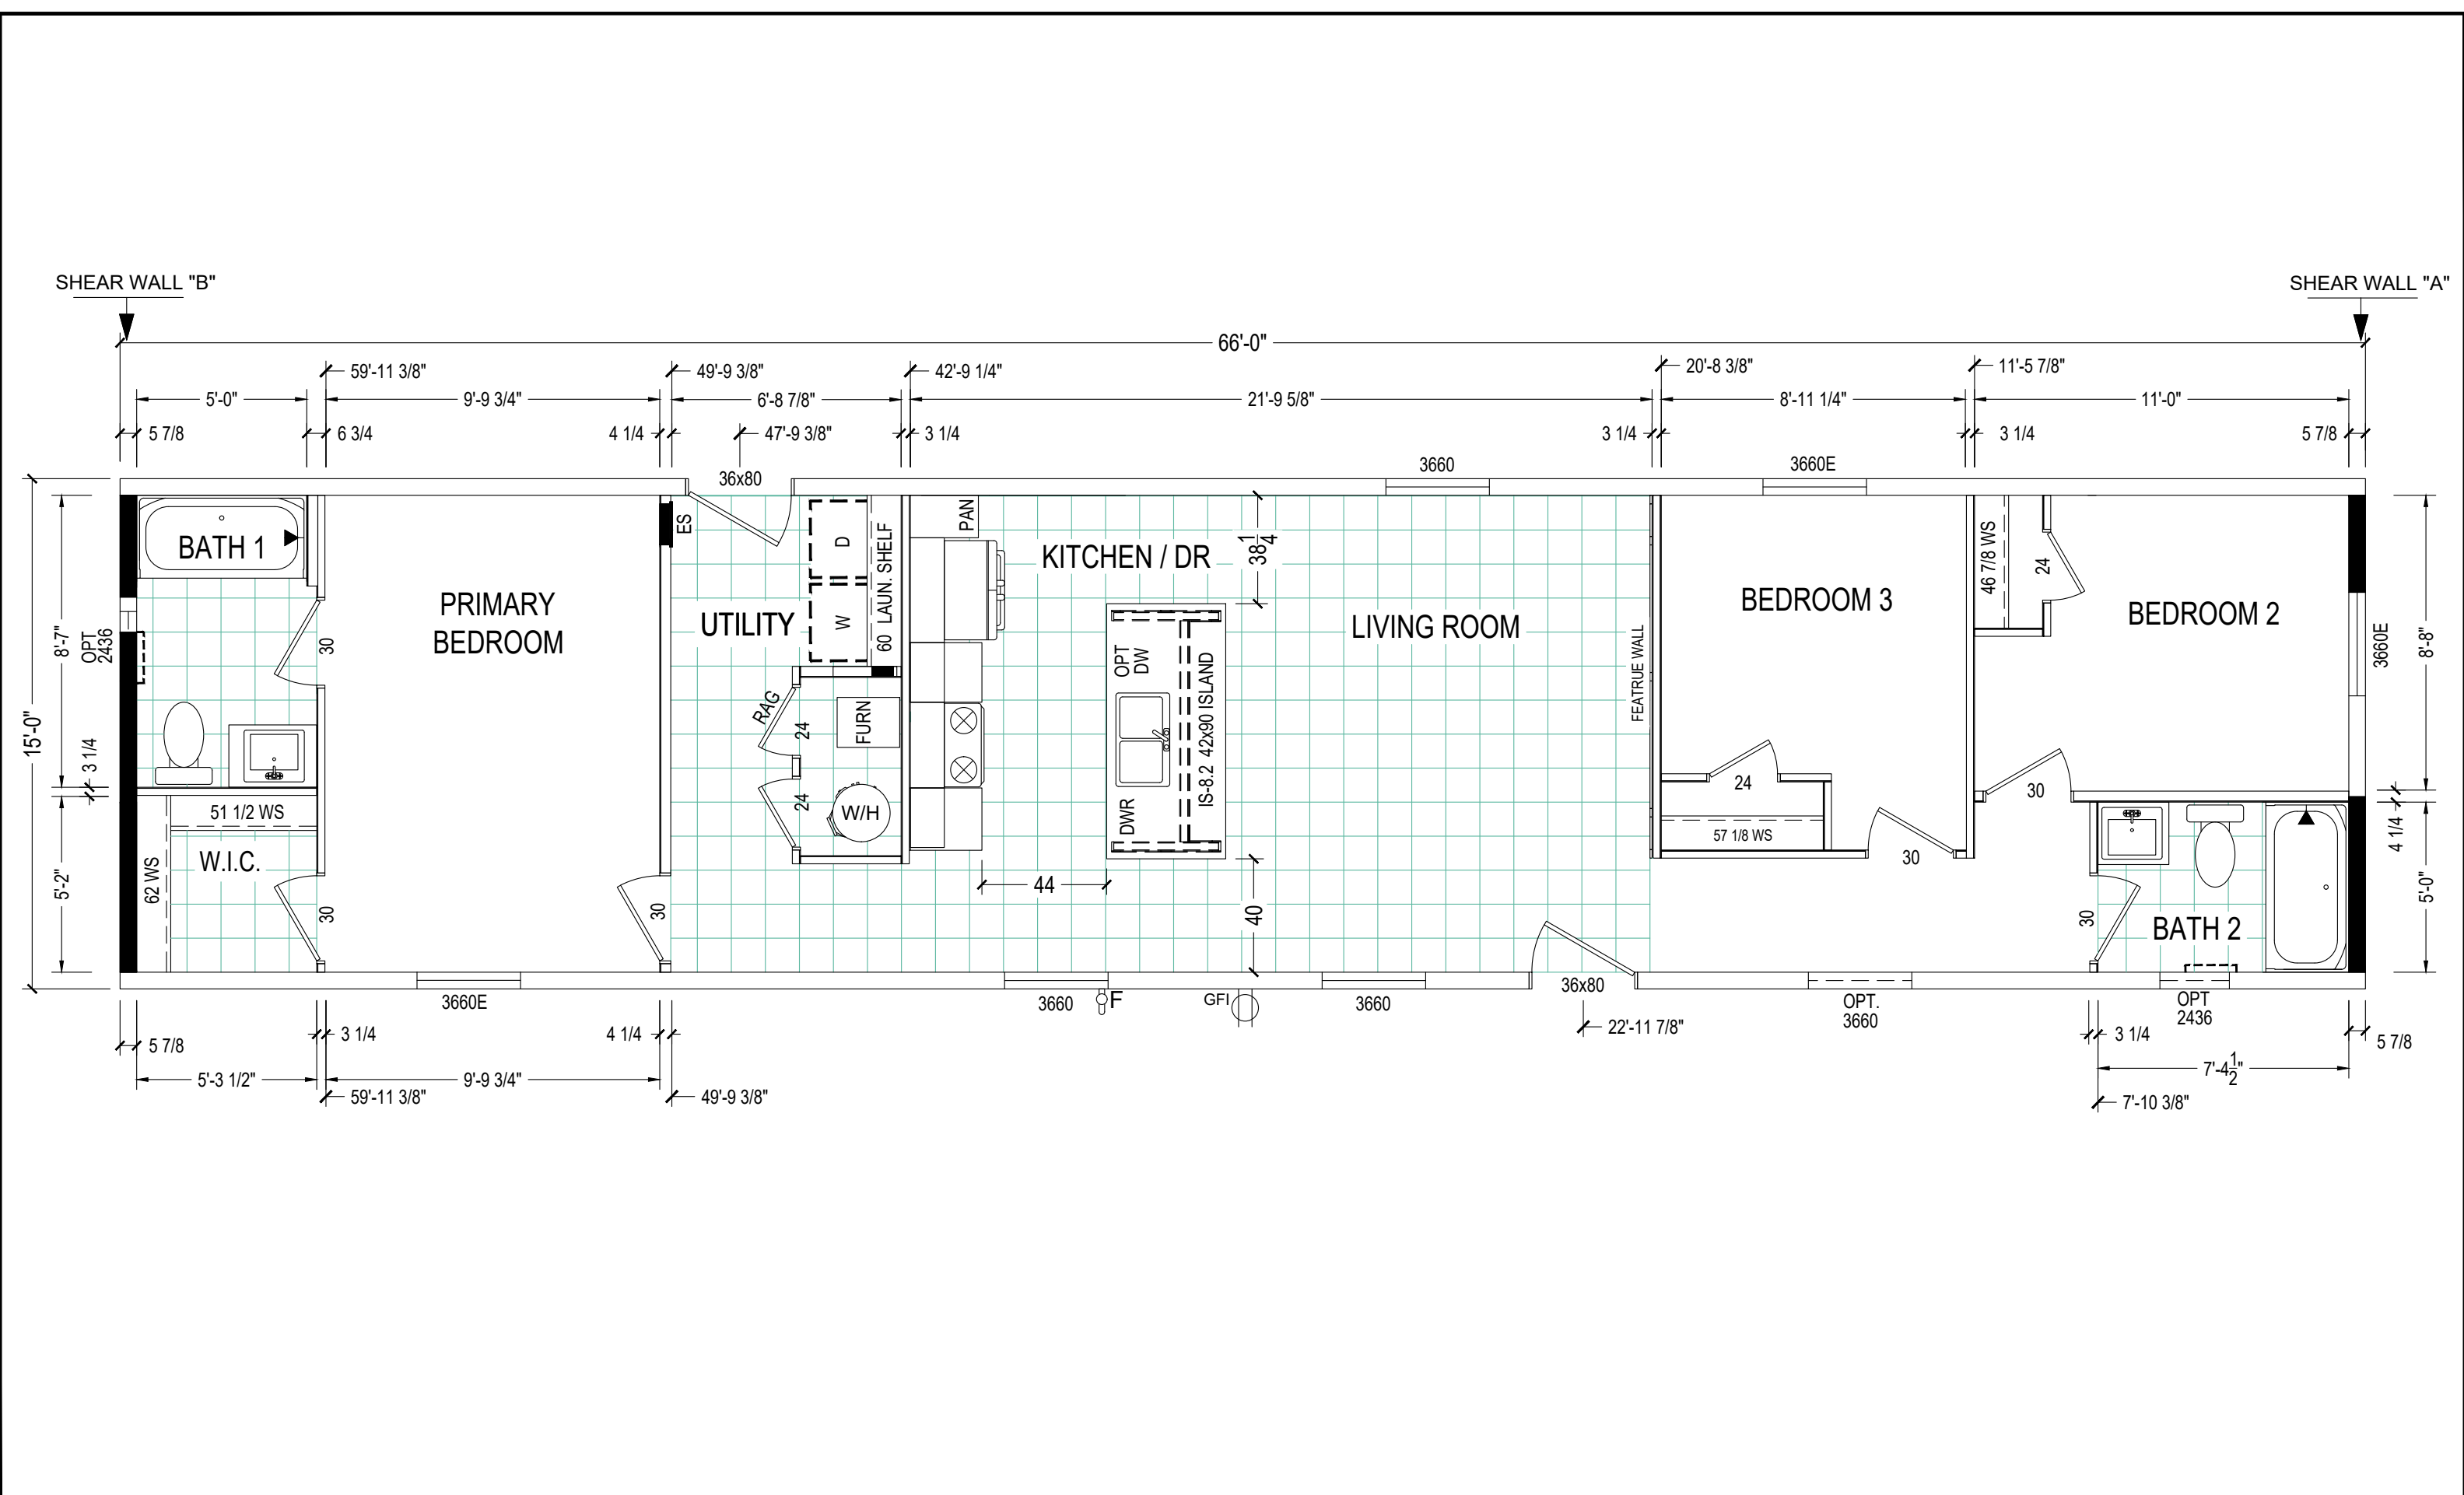 SHEAR WALL "B"
SHEAR WALL "A"
66'-0"
59'-11 3/8"
49'-9 3/8"
42'-9 1/4"
20'-8 3/8"
11'-5 7/8"
5'-0"
9'-9 3/4"
6'-8 7/8"
21'-9 5/8"
8'-11 1/4"
11'-0"
5 7/8
6 3/4
4 1/4
47'-9 3/8"
3 1/4
3 1/4
3 1/4
5 7/8
36x80
3660
3660E
15'-0"
8'-7"
3 1/4
5'-2"
OPT
2436
BATH 1
30
51 1/2 WS
62 WS
W.I.C.
30
PRIMARY
BEDROOM
30
ES
UTILITY
D
W
60 LAUN. SHELF
RAG
24
FURN
24
W/H
PAN
KITCHEN / DR
38 1/4
OPT
DW
DWR
IS-8.2 42x90 ISLAND
44
40
LIVING ROOM
FEATRUE WALL
BEDROOM 3
24
57 1/8 WS
30
46 7/8 WS
24
BEDROOM 2
30
30
BATH 2
3660E
8'-8"
4 1/4
5'-0"
3660E
3660
F
GFI
3660
36x80
OPT.
3660
OPT
2436
5 7/8
3 1/4
4 1/4
22'-11 7/8"
3 1/4
5 7/8
5'-3 1/2"
9'-9 3/4"
7'-4 1/2"
59'-11 3/8"
49'-9 3/8"
7'-10 3/8"